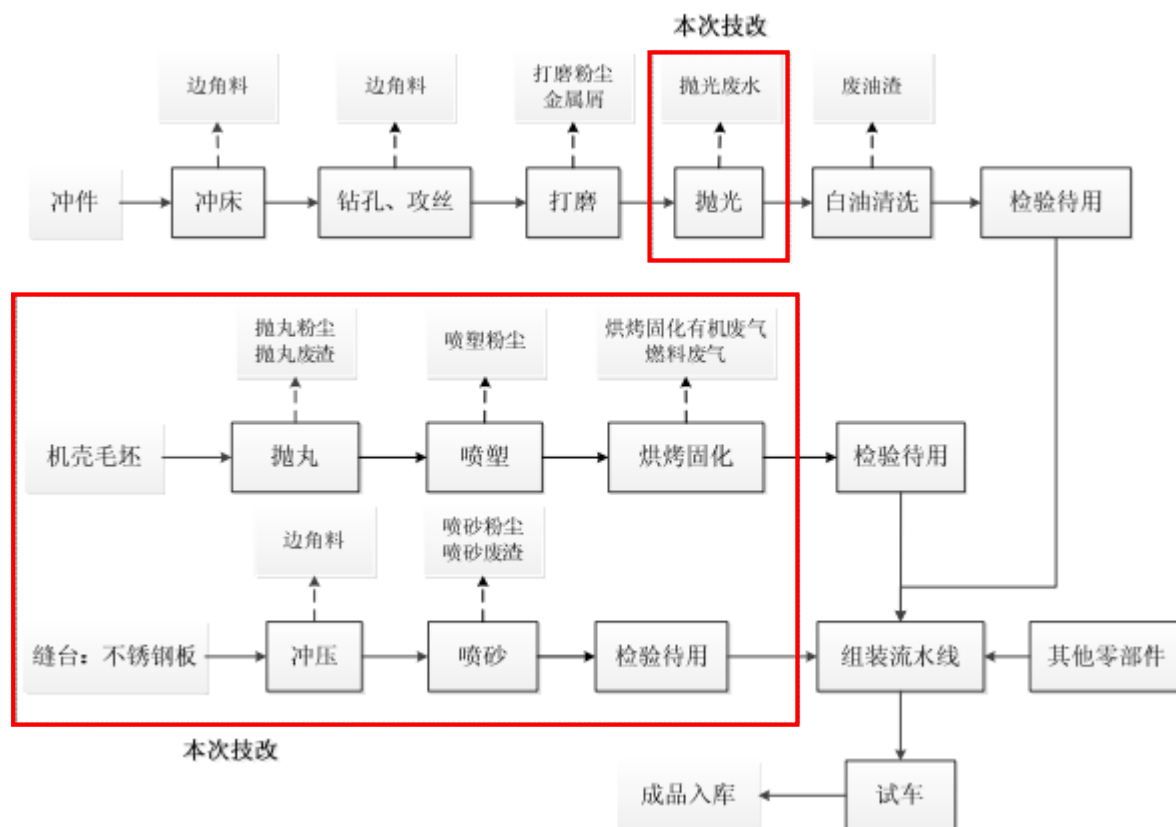 本次技改
边角料
边角料
打磨粉尘
金属屑
抛光废水
废油渣
冲件
冲床
钻孔、攻丝
打磨
抛光
白油清洗
检验待用
抛丸粉尘
抛丸废渣
喷塑粉尘
烘烤固化有机废气
燃料废气
机壳毛坯
抛丸
喷塑
烘烤固化
检验待用
边角料
喷砂粉尘
喷砂废渣
缝台：不锈钢板
冲压
喷砂
检验待用
组装流水线
其他零部件
本次技改
成品入库
试车